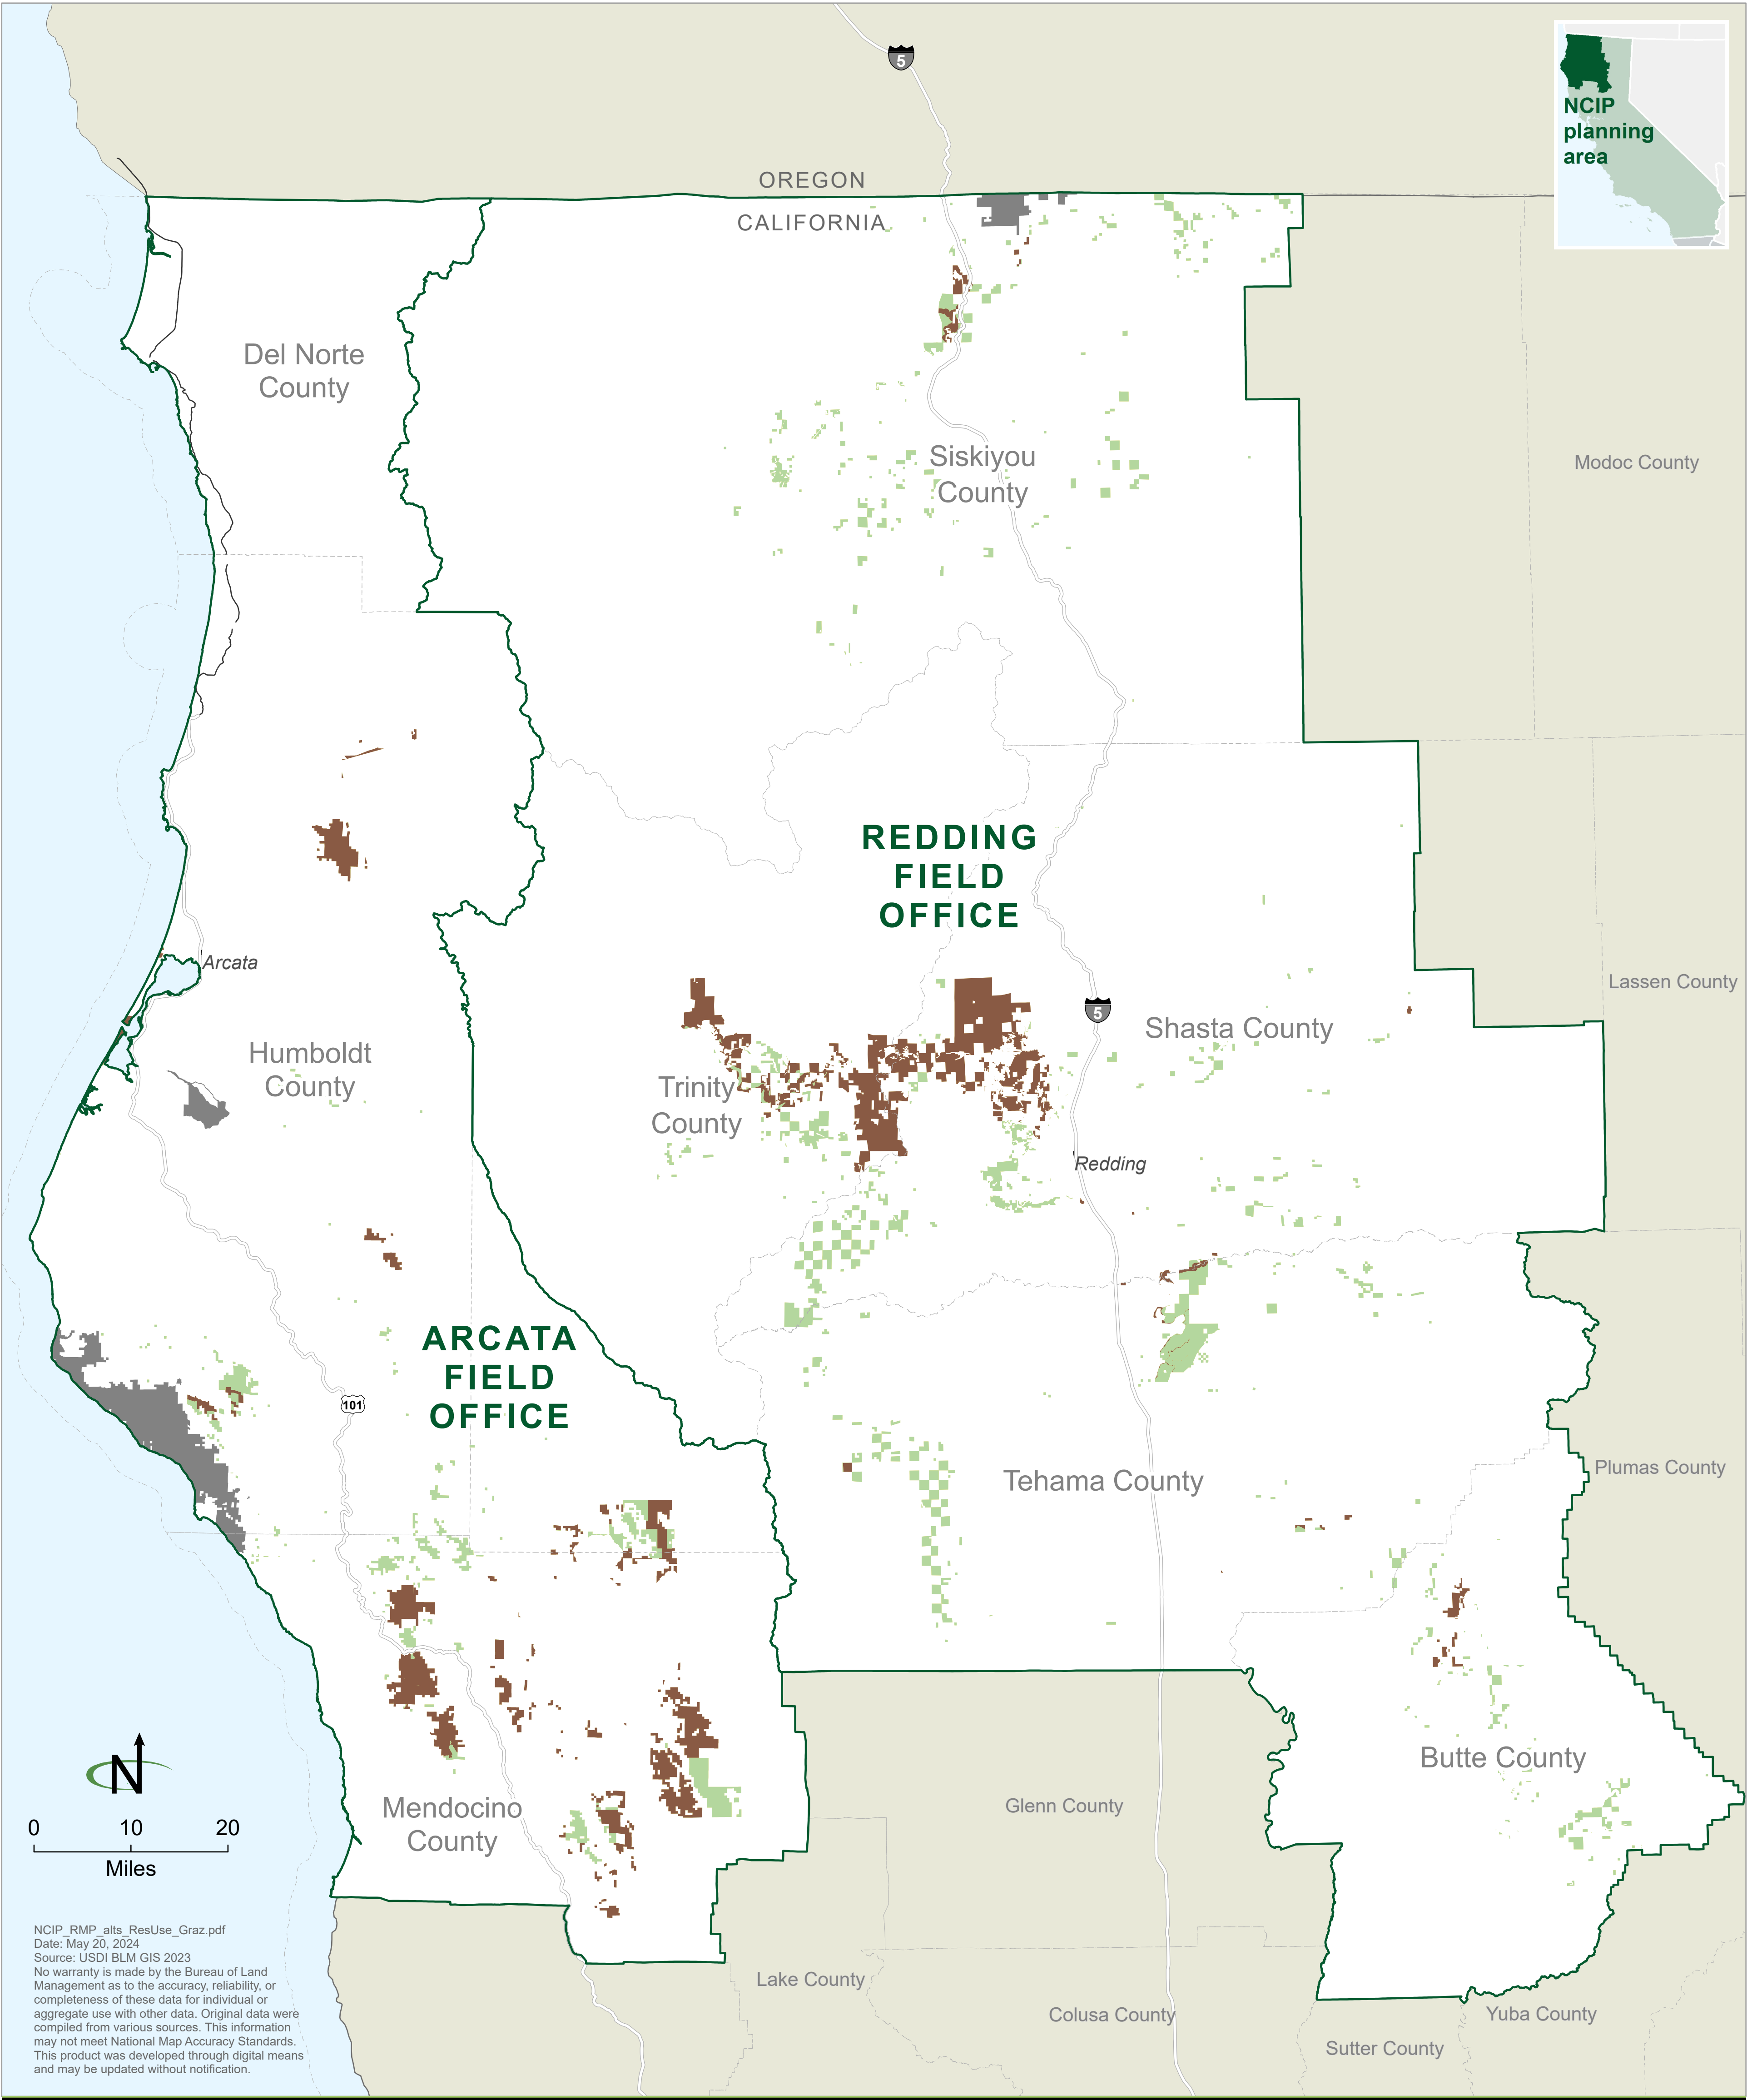 5
NCIP
planning
area
OREGON
CALIFORNIA
Del Norte
County
Siskiyou
County
Modoc County
REDDING
FIELD
OFFICE
Arcata
Lassen County
5
Shasta County
Humboldt
County
Trinity
County
Redding
ARCATA
FIELD
OFFICE
101
Plumas County
Tehama County
Butte County
N
Mendocino
County
Glenn County
0 10 20
Miles
NCIP_RMP_alts_ResUse_Graz.pdf
Date: May 20, 2024
Source: USDI BLM GIS 2023
No warranty is made by the Bureau of Land
Management as to the accuracy, reliability, or
completeness of these data for individual or
aggregate use with other data. Original data were
compiled from various sources. This information
may not meet National Map Accuracy Standards.
This product was developed through digital means
and may be updated without notification.
Lake County
Colusa County
Yuba County
Sutter County